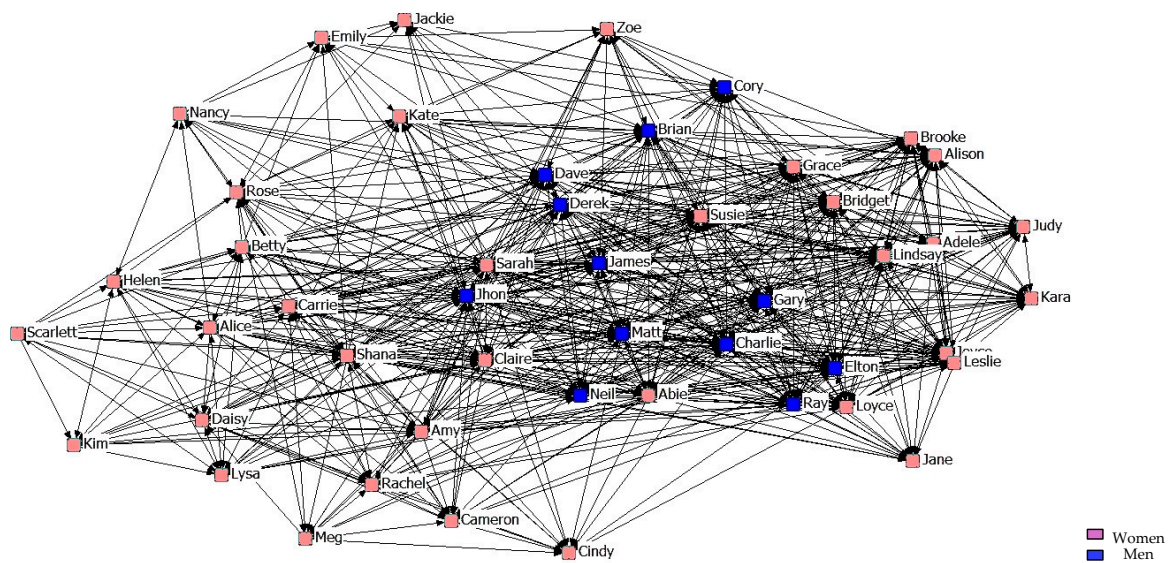 Jackie
Zoe
Emily
Cory
Nancy
Kate
Brian
Brooke
Alison
Grace
Dave
Rose
Bridget
Derek
Susie
Judy
Betty
Adele
Lindsay
Sarah
James
Helen
Jhon
Kara
Gary
Carrie
Alice
Scarlett
Matt
Charlie
Joyce
Shana
Claire
Leslie
Elton
Neil
Abie
Ray
Loyce
Daisy
Amy
Kim
Jane
Lysa
Rachel
Cameron
Meg
Women
Cindy
Men